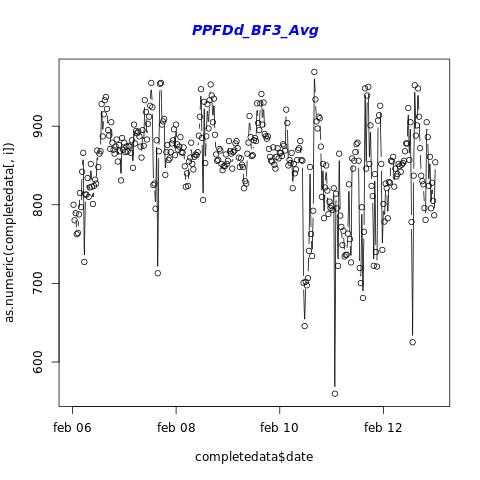 PPFDd_BF3_Avg
as.numeric(completedata[, i])
900
800
700
600
feb 06
feb 08
feb 10
feb 12
completedata$date